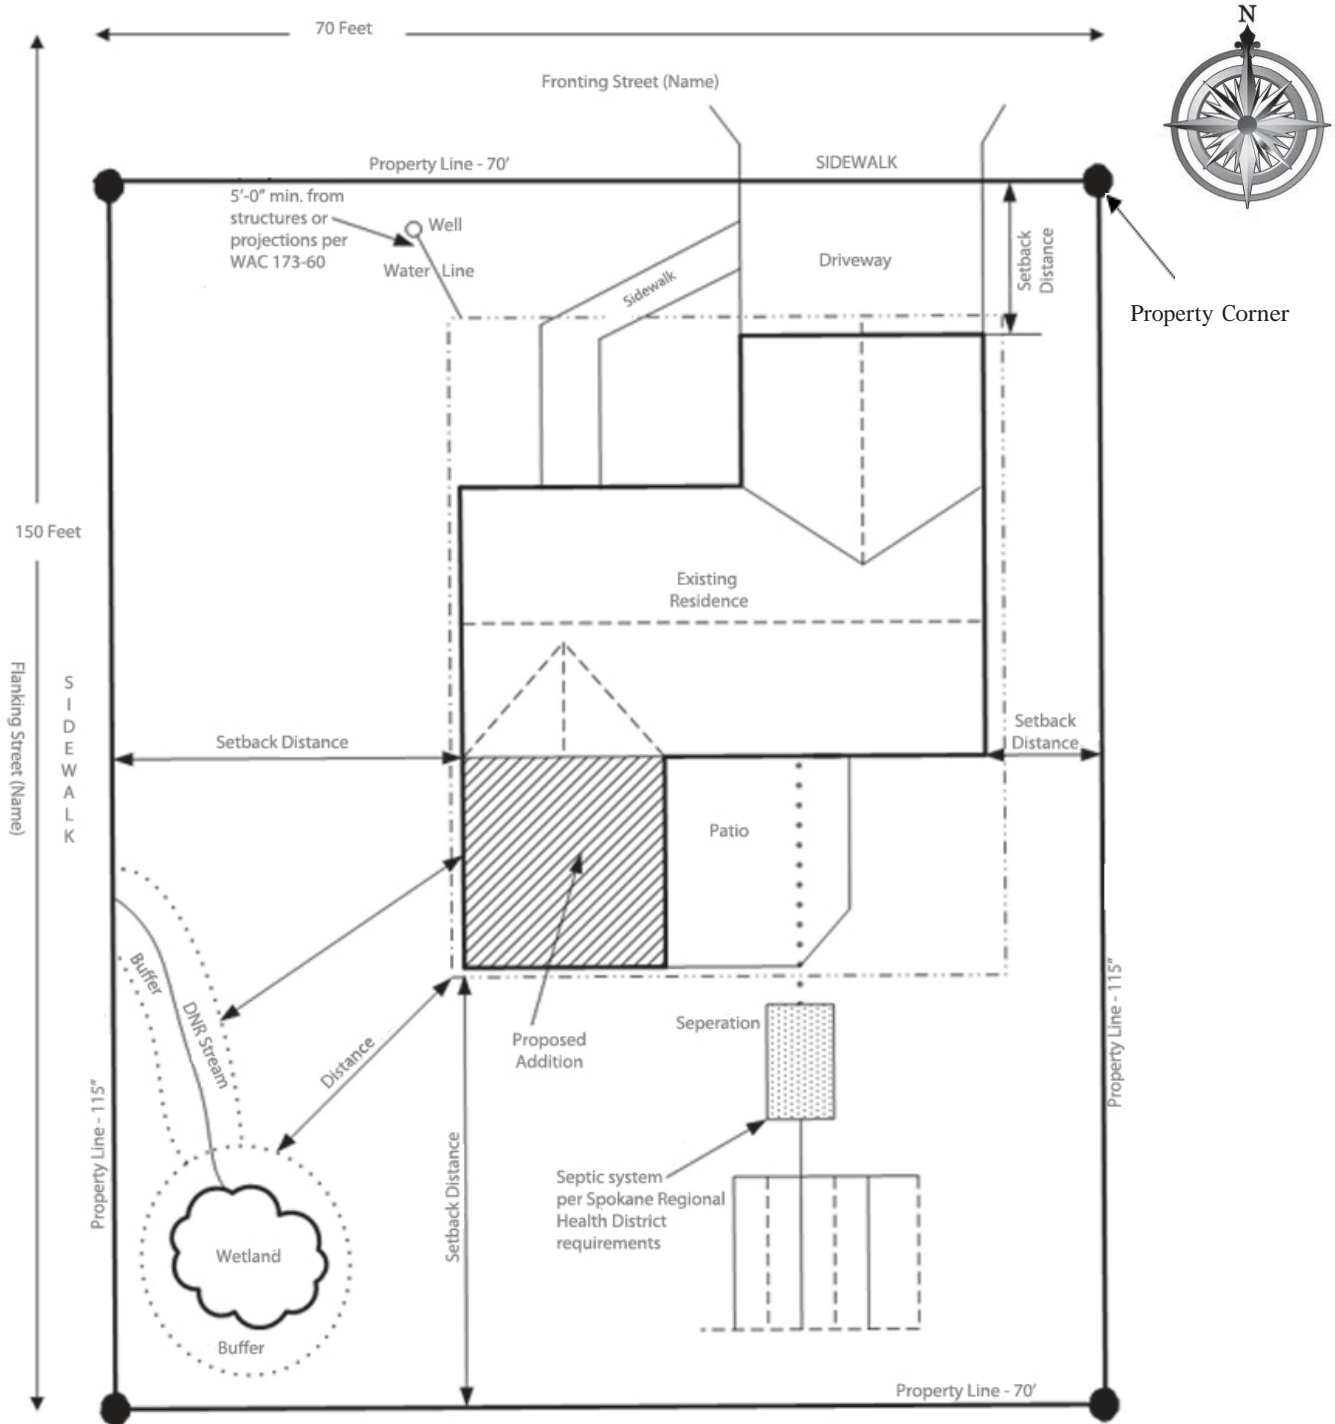 N
70 Feet
Fronting Street (Name)
Property Line - 70'
SIDEWALK
5'-0" min. from
structures or
projections per
WAC 173-60
Well
Water Line
Sidewalk
Driveway
Setback
Distance
Property Corner
150 Feet
Existing
Residence
Flanking Street (Name)
SIDEWALK
Setback Distance
Setback
Distance
Patio
Buffer
DNR Stream
Distance
Proposed
Addition
Seperation
Property Line - 115"
Property Line - 115"
Setback Distance
Septic system
per Spokane Regional
Health District
requirements
Wetland
Buffer
Property Line - 70'